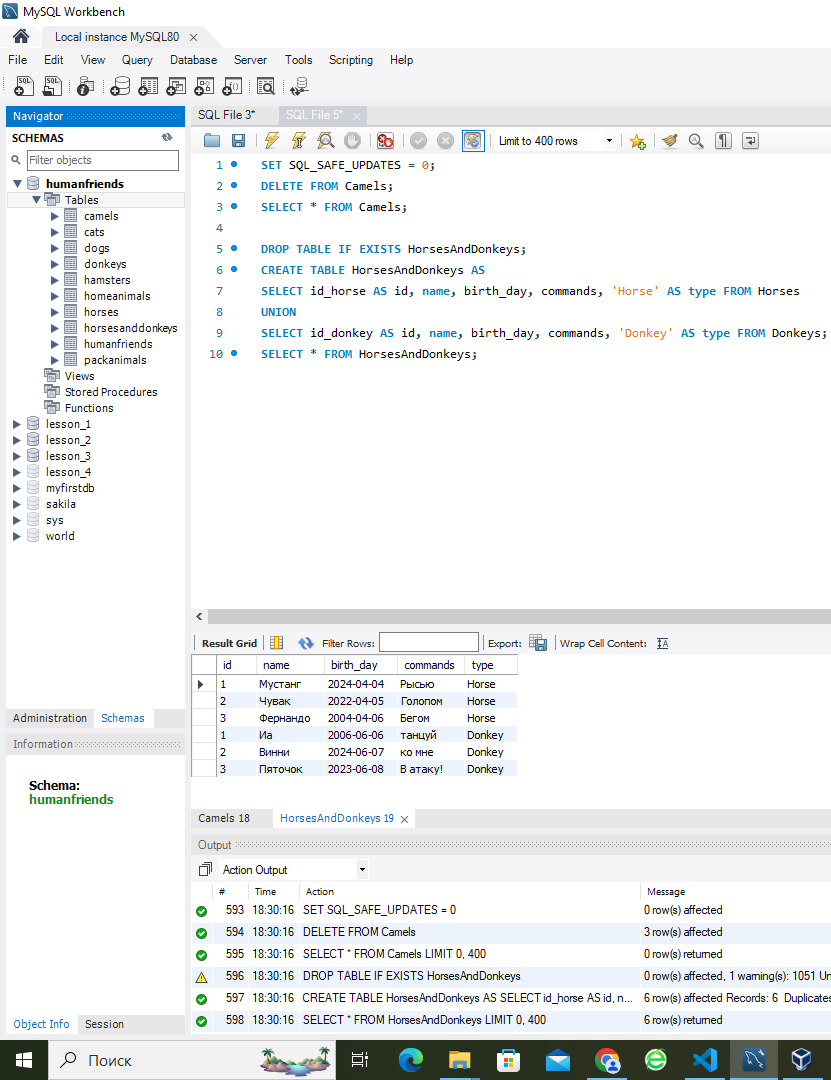 MySQL Workbench
Local instance MySQL80
File Edit View Query Database Server Tools Scripting Help
Navigator
SCHEMAS
Filter objects
humanfriends
Tables
camels
cats
dogs
donkeys
hamsters
homeanimals
horses
horsesanddonkeys
humanfriends
packanimals
Views
Stored Procedures
Functions
lesson_1
lesson_2
lesson_3
lesson_4
myfirstdb
sakila
sys
world
Administration Schemas
Information
Schema:
humanfriends
Object Info Session
SQL File 3* SQL File 5*
Limit to 400 rows
1 SET SQL_SAFE_UPDATES = 0;
2 DELETE FROM Camels;
3 SELECT * FROM Camels;
4
5 DROP TABLE IF EXISTS HorsesAndDonkeys;
6 CREATE TABLE HorsesAndDonkeys AS
7 SELECT id_horse AS id, name, birth_day, commands, 'Horse' AS type FROM Horses
8 UNION
9 SELECT id_donkey AS id, name, birth_day, commands, 'Donkey' AS type FROM Donkeys;
10 SELECT * FROM HorsesAndDonkeys;
Result Grid Filter Rows: Export: Wrap Cell Content:
id name birth_day commands type
1 Мустанг 2024-04-04 Рысью Horse
2 Чувак 2022-04-05 Голопом Horse
3 Фернандо 2004-04-06 Бегом Horse
1 Иа 2006-06-06 танцуй Donkey
2 Винни 2024-06-07 ко мне Donkey
3 Пяточок 2023-06-08 В атаку! Donkey
Camels 18 HorsesAndDonkeys 19
Output
Action Output
# Time Action Message
593 18:30:16 SET SQL_SAFE_UPDATES = 0 0 row(s) affected
594 18:30:16 DELETE FROM Camels 3 row(s) affected
595 18:30:16 SELECT * FROM Camels LIMIT 0, 400 0 row(s) returned
596 18:30:16 DROP TABLE IF EXISTS HorsesAndDonkeys 0 row(s) affected, 1 warning(s): 1051 Un
597 18:30:16 CREATE TABLE HorsesAndDonkeys AS SELECT id_horse AS id, n... 6 row(s) affected Records: 6 Duplicates
598 18:30:16 SELECT * FROM HorsesAndDonkeys LIMIT 0, 400 6 row(s) returned
Поиск